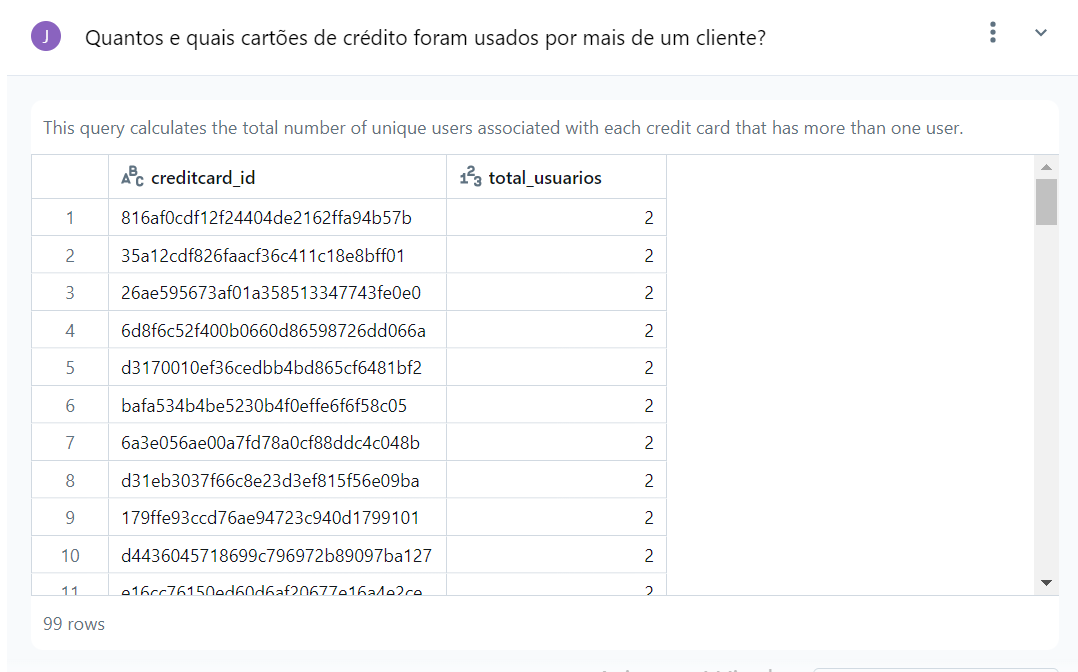 J Quantos e quais cartões de crédito foram usados por mais de um cliente?
This query calculates the total number of unique users associated with each credit card that has more than one user.
ABC creditcard_id 123 total_usuarios
1 816af0cdf12f24404de2162ffa94b57b 2
2 35a12cdf826faacf36c411c18e8bff01 2
3 26ae595673af01a358513347743fe0e0 2
4 6d8f6c52f400b0660d86598726dd066a 2
5 d3170010ef36cedbb4bd865cf6481bf2 2
6 bafa534b4be5230b4f0effe6f6f58c05 2
7 6a3e056ae00a7fd78a0cf88ddc4c048b 2
8 d31eb3037f66c8e23d3ef815f56e09ba 2
9 179ffe93ccd76ae94723c940d1799101 2
10 d4436045718699c796972b89097ba127 2
11 e16cc76150ed60d6af20677e16a4e2ce 2
99 rows